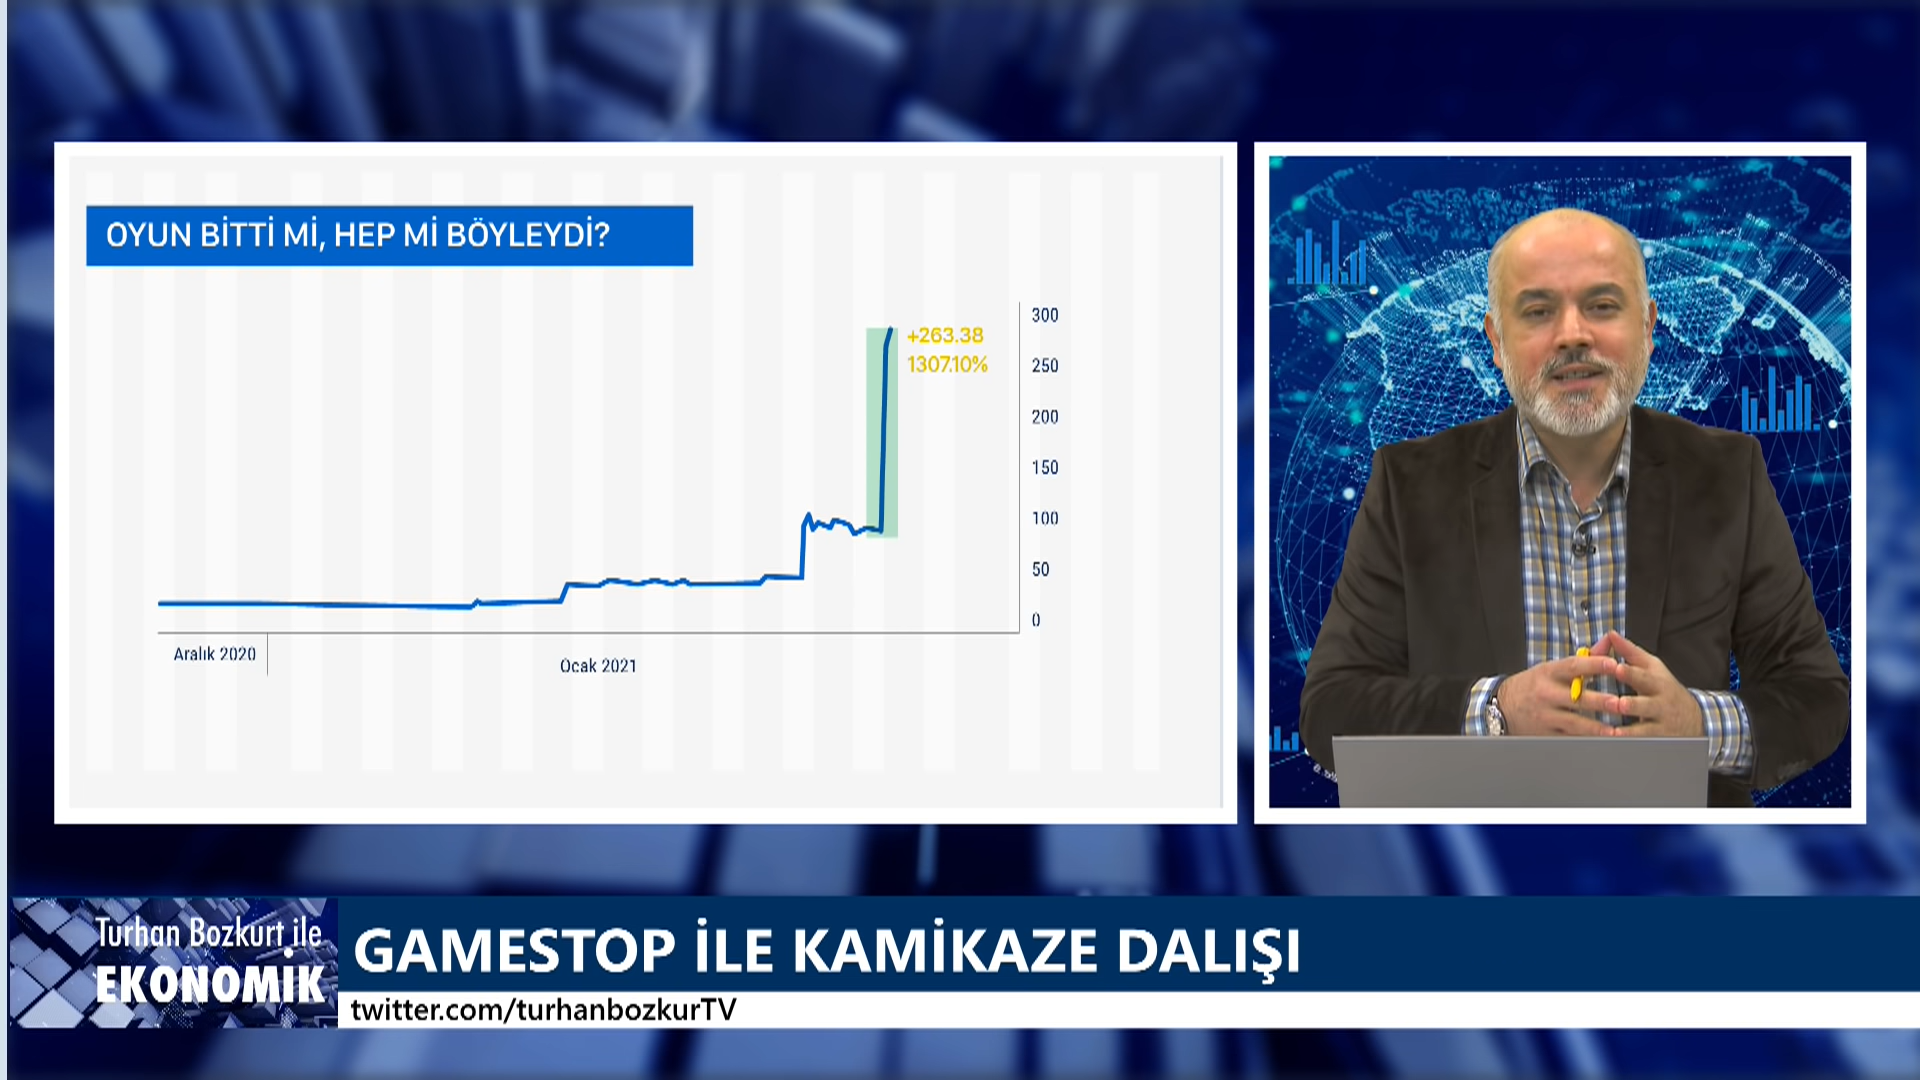 OYUN BİTTİ Mİ, HEP Mİ BÖYLEYDİ?
+263.38
1307.10%
300
250
200
150
100
50
0
Aralık 2020
Ocak 2021
Turhan Bozkurt ile
EKONOMİK
GAMESTOP İLE KAMİKAZE DALIŞI
twitter.com/turhanbozkurTV